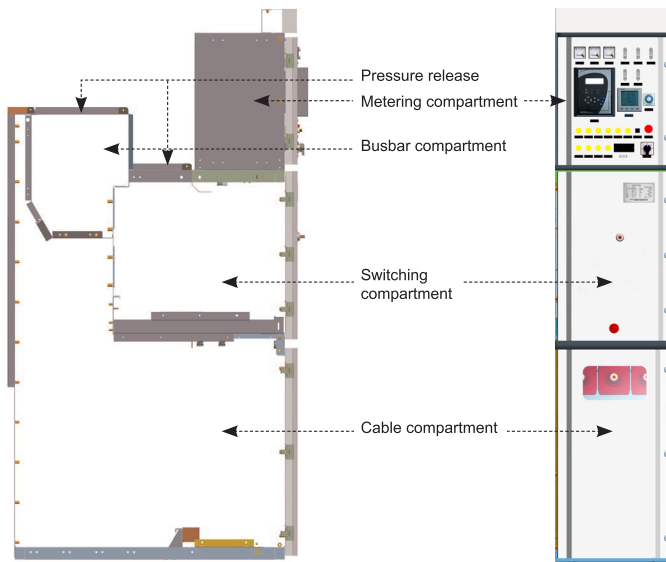 Pressure release
Metering compartment
Busbar compartment
Switching
compartment
Cable compartment